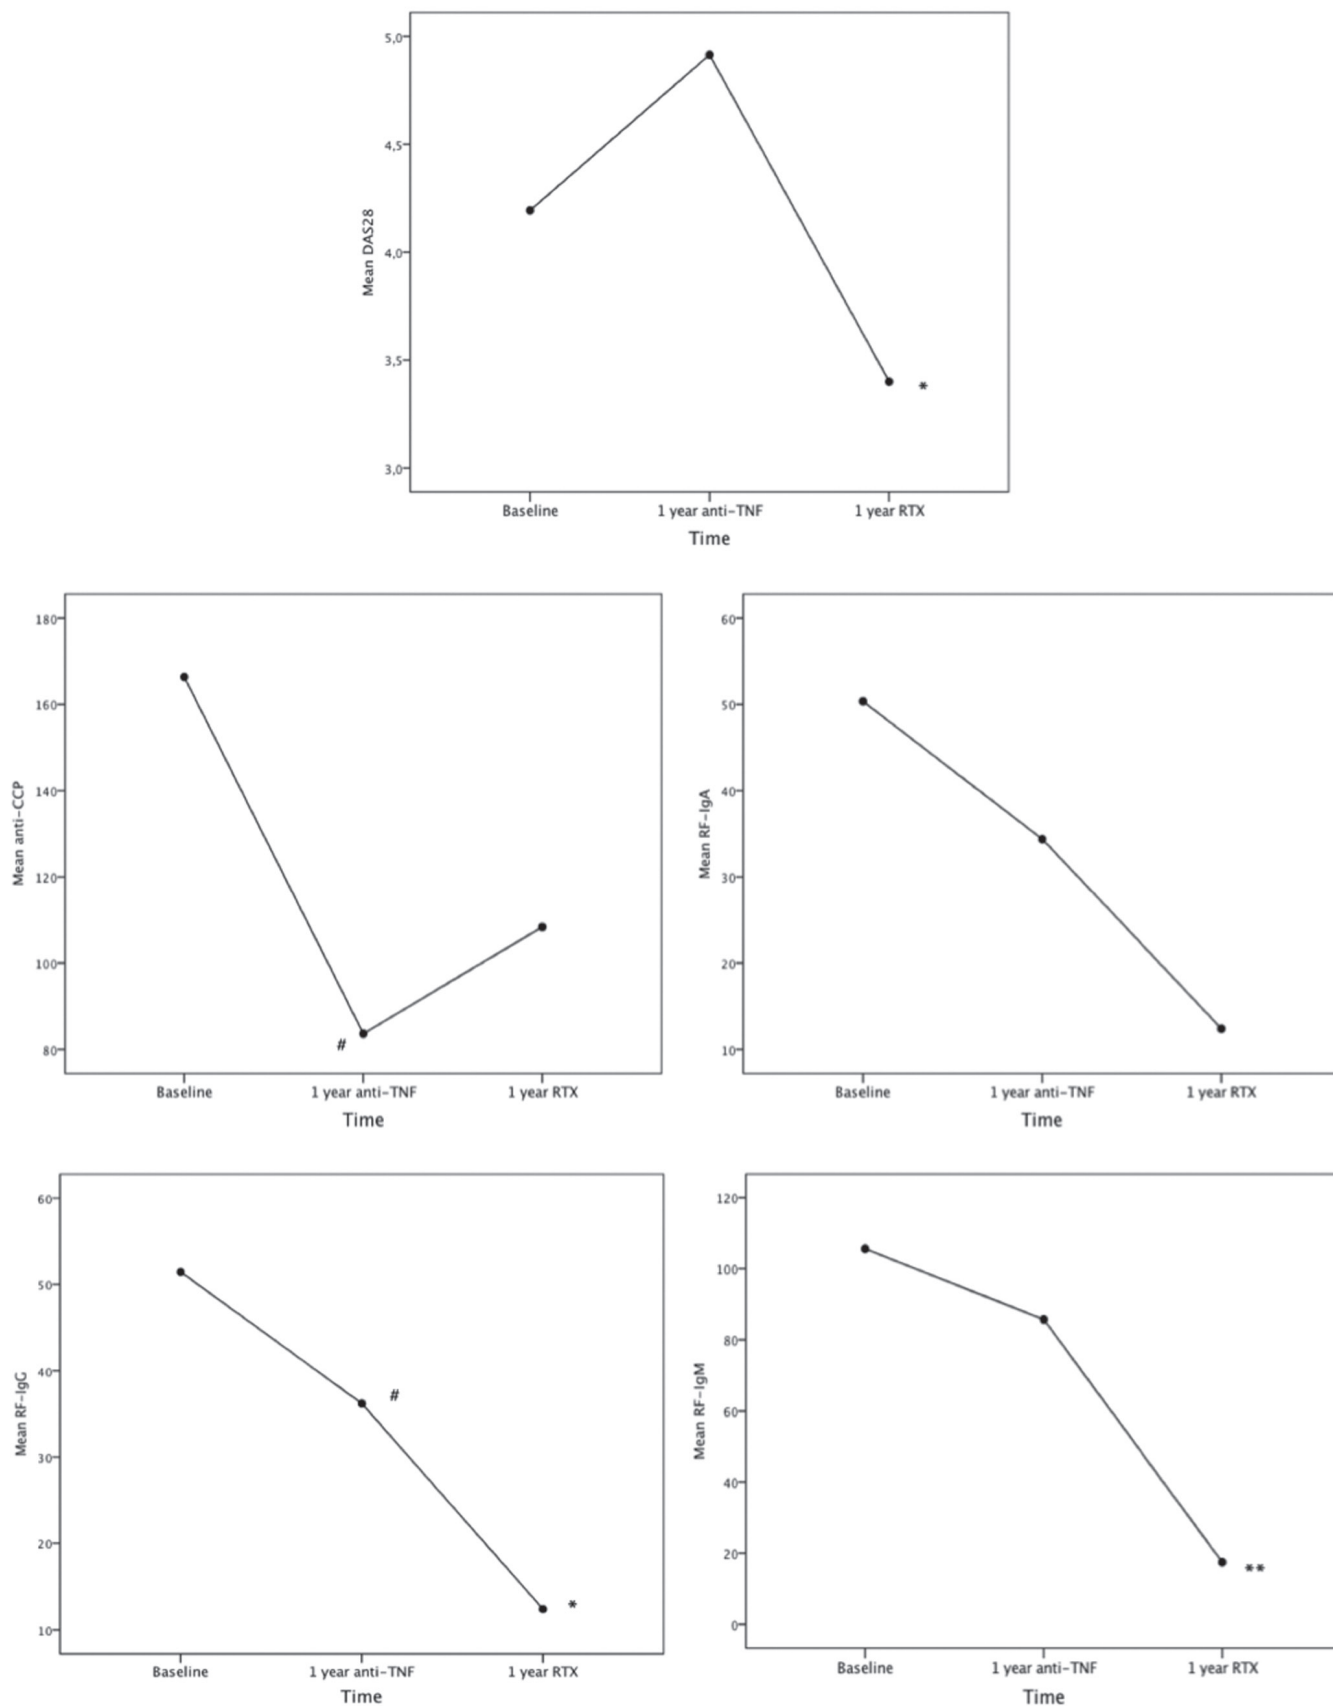 Mean DAS28
5,0
4,5
4,0
3,5
3,0
*
Baseline 1 year anti-TNF 1 year RTX
Time
Mean anti-CCP
180
160
140
120
100
80
#
Baseline 1 year anti-TNF 1 year RTX
Time
Mean RF-IgA
60
50
40
30
20
10
Baseline 1 year anti-TNF 1 year RTX
Time
Mean RF-IgG
60
50
40
30
20
10
#
*
Baseline 1 year anti-TNF 1 year RTX
Time
Mean RF-IgM
120
100
80
60
40
20
0
**
Baseline 1 year anti-TNF 1 year RTX
Time